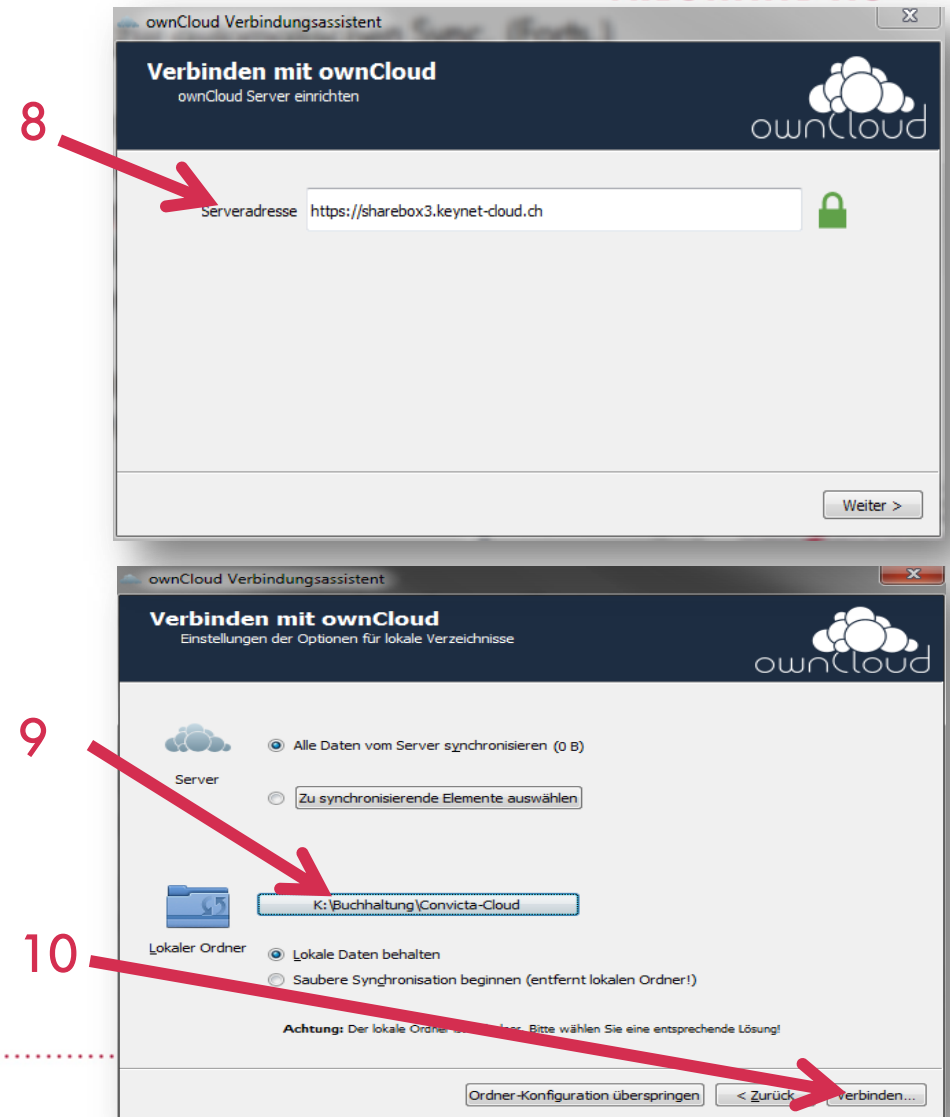 ownCloud Verbindungsassistent
Verbinden mit ownCloud
ownCloud Server einrichten
ownCloud
8
Serveradresse https://sharebox3.keynet-cloud.ch
Weiter >
ownCloud Verbindungsassistent
Verbinden mit ownCloud
Einstellungen der Optionen für lokale Verzeichnisse
ownCloud
9
Alle Daten vom Server synchronisieren (0 B)
Server
Zu synchronisierende Elemente auswählen
K:\Buchhaltung\Convicta-Cloud
10
Lokaler Ordner
Lokale Daten behalten
Saubere Synchronisation beginnen (entfernt lokalen Ordner!)
Achtung: Der lokale Ordner Bitte wählen Sie eine entsprechende Lösung!
Ordner-Konfiguration überspringen < Zurück Verbinden...